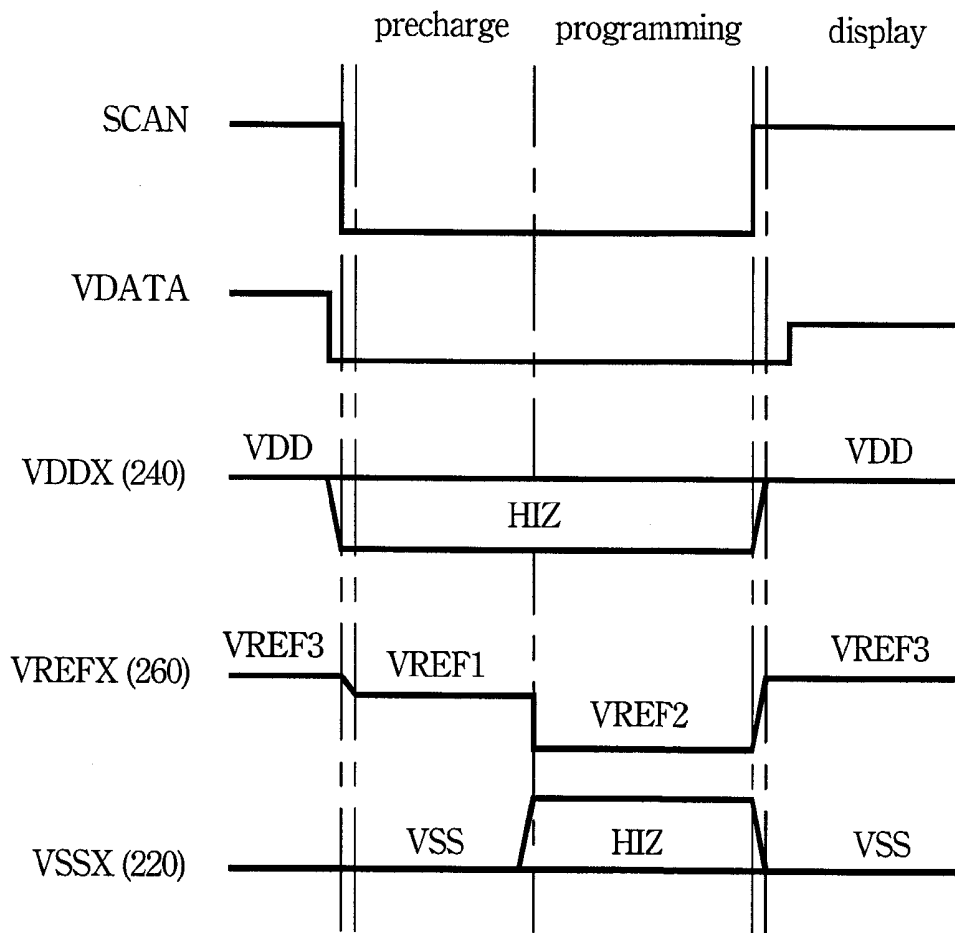 precharge programming display
SCAN
VDATA
VDD VDD
VDDX (240)
HIZ
VREF3 VREF1 VREF3
VREFX (260)
VREF2
VSS HIZ VSS
VSSX (220)